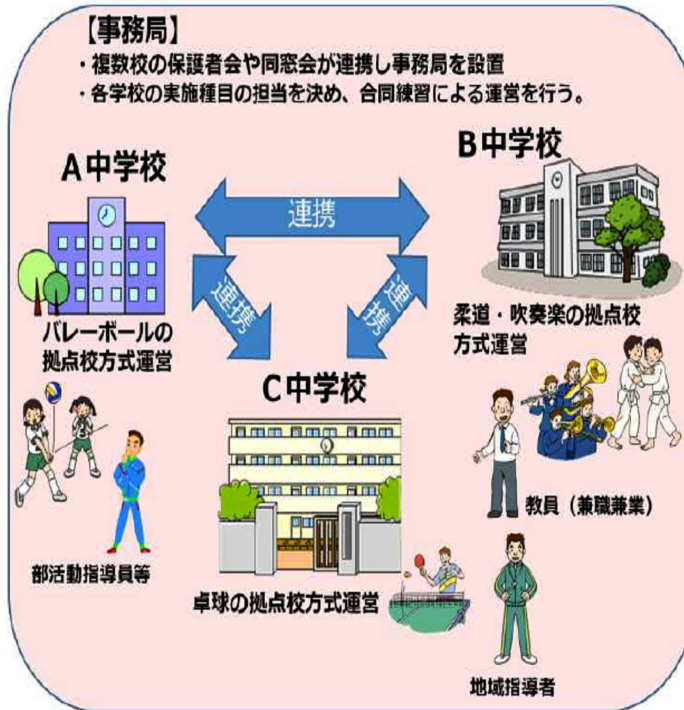 【事務局】
・複数校の保護者会や同窓会が連携し事務局を設置
・各学校の実施種目の担当を決め、合同練習による運営を行う。
A中学校
B中学校
連携
連携
連携
バレーボールの
拠点校方式運営
柔道・吹奏楽の拠点校
方式運営
C中学校
教員（兼職兼業）
部活動指導員等
卓球の拠点校方式運営
地域指導者